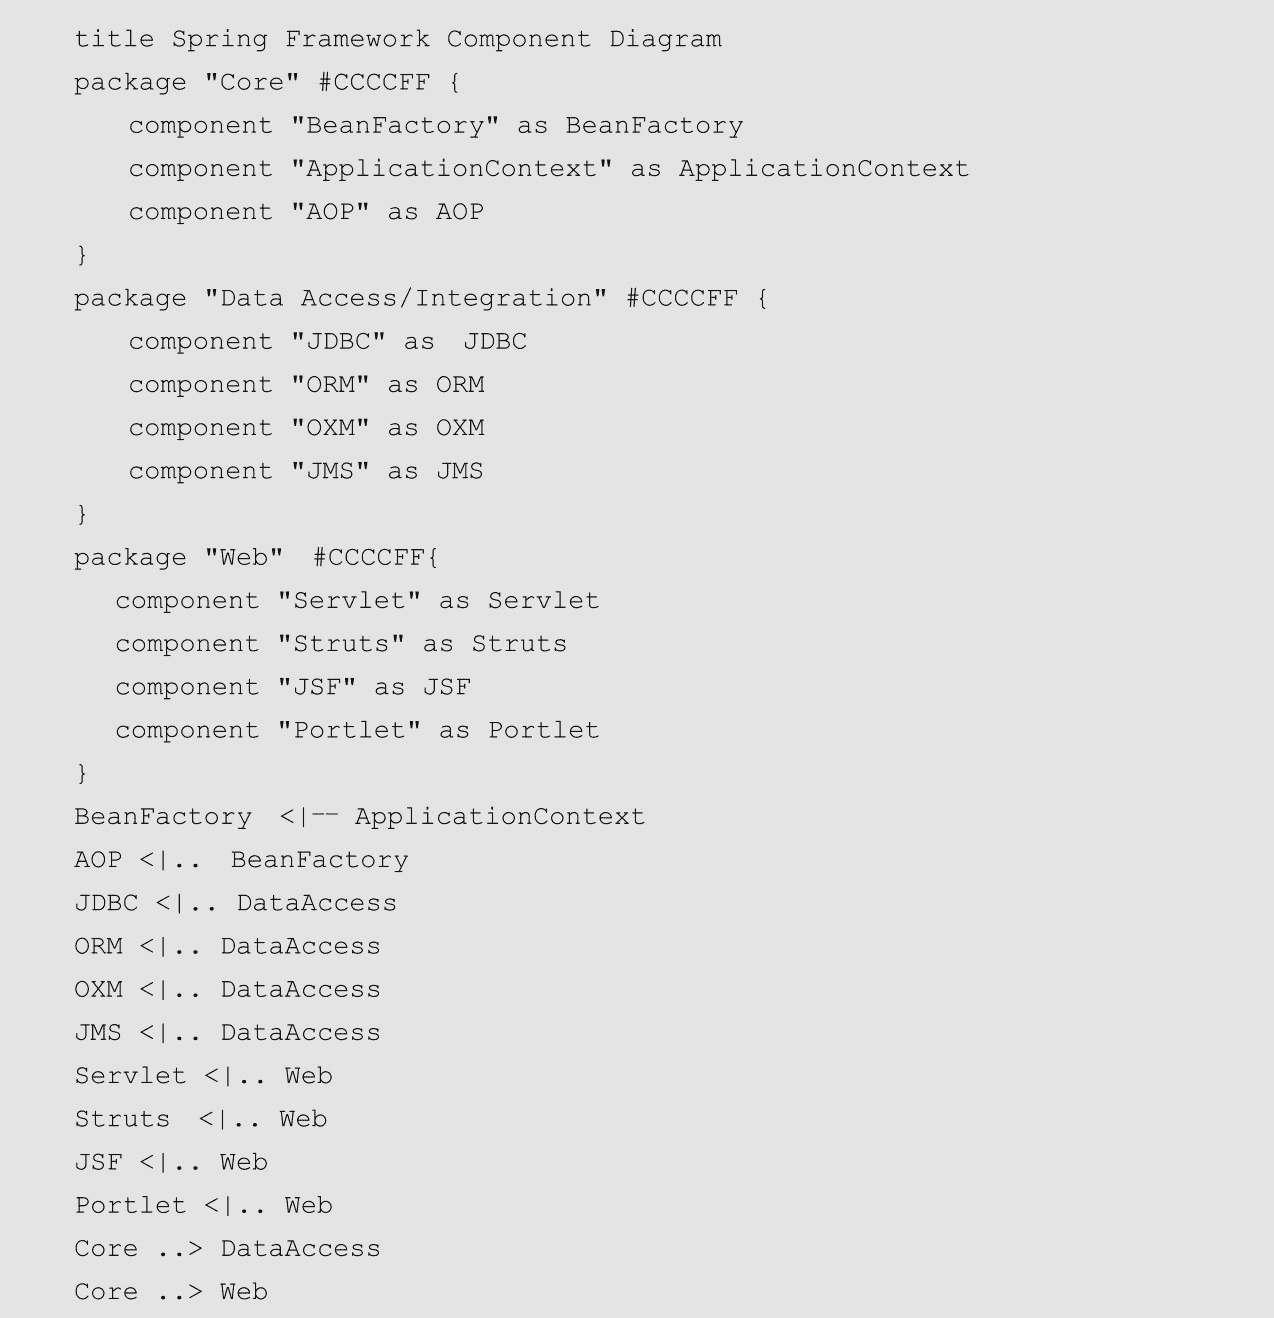 title Spring Framework Component Diagram
package "Core" #CCCCFF {
component "BeanFactory" as BeanFactory
component "ApplicationContext" as ApplicationContext
component "AOP" as AOP
}
package "Data Access/Integration" #CCCCFF {
component "JDBC" as JDBC
component "ORM" as ORM
component "OXM" as OXM
component "JMS" as JMS
}
package "Web" #CCCCFF{
component "Servlet" as Servlet
component "Struts" as Struts
component "JSF" as JSF
component "Portlet" as Portlet
}
BeanFactory <|-- ApplicationContext
AOP <|.. BeanFactory
JDBC <|.. DataAccess
ORM <|.. DataAccess
OXM <|.. DataAccess
JMS <|.. DataAccess
Servlet <|.. Web
Struts <|.. Web
JSF <|.. Web
Portlet <|.. Web
Core ..> DataAccess
Core ..> Web